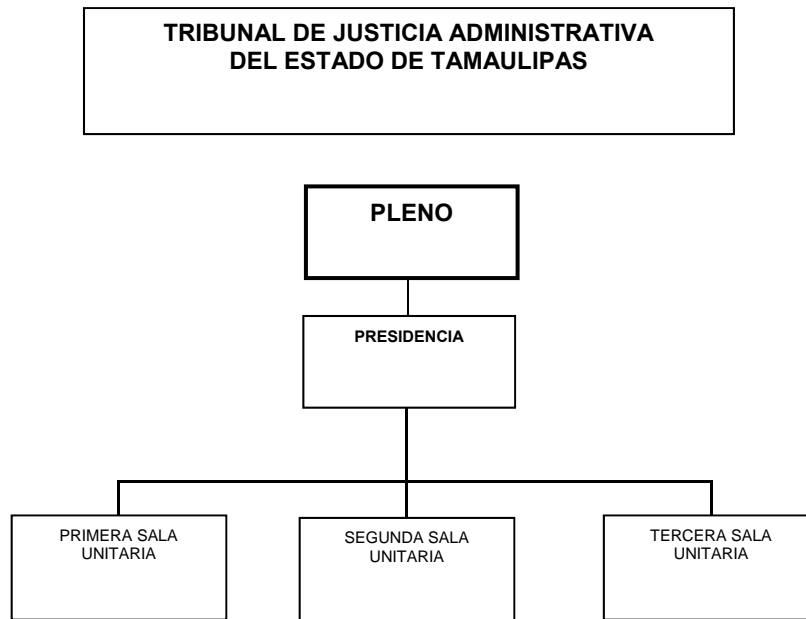 TRIBUNAL DE JUSTICIA ADMINISTRATIVA
DEL ESTADO DE TAMAULIPAS
PLENO
PRESIDENCIA
PRIMERA SALA
UNITARIA
SEGUNDA SALA
UNITARIA
TERCERA SALA
UNITARIA